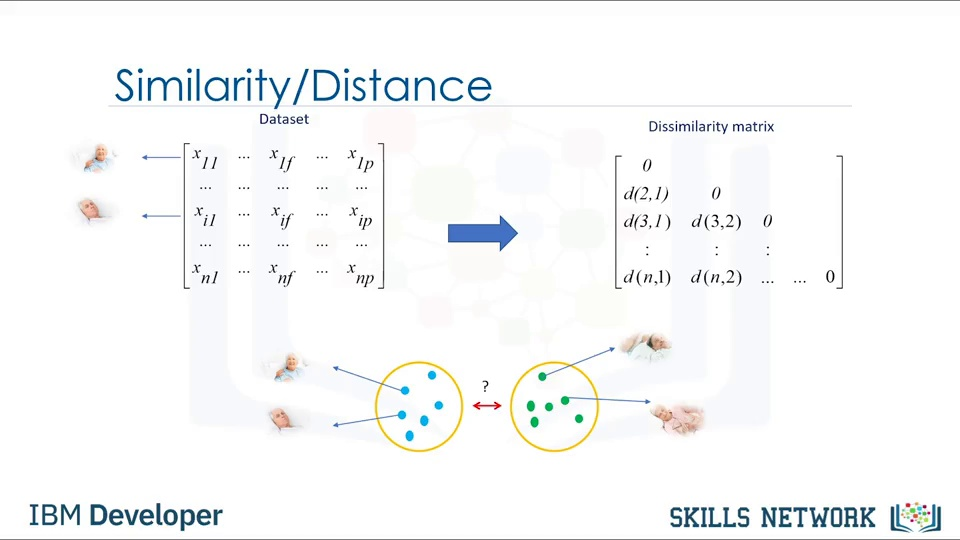 Similarity/Distance
Dataset
Dissimilarity matrix
x11 ... x1f ... x1p
... ... ... ... ...
xi1 ... xif ... xip
... ... ... ... ...
xn1 ... xnf ... xnp
0
d(2,1) 0
d(3,1) d(3,2) 0
: : :
d(n,1) d(n,2) ... ... 0
?
IBM Developer
SKILLS NETWORK